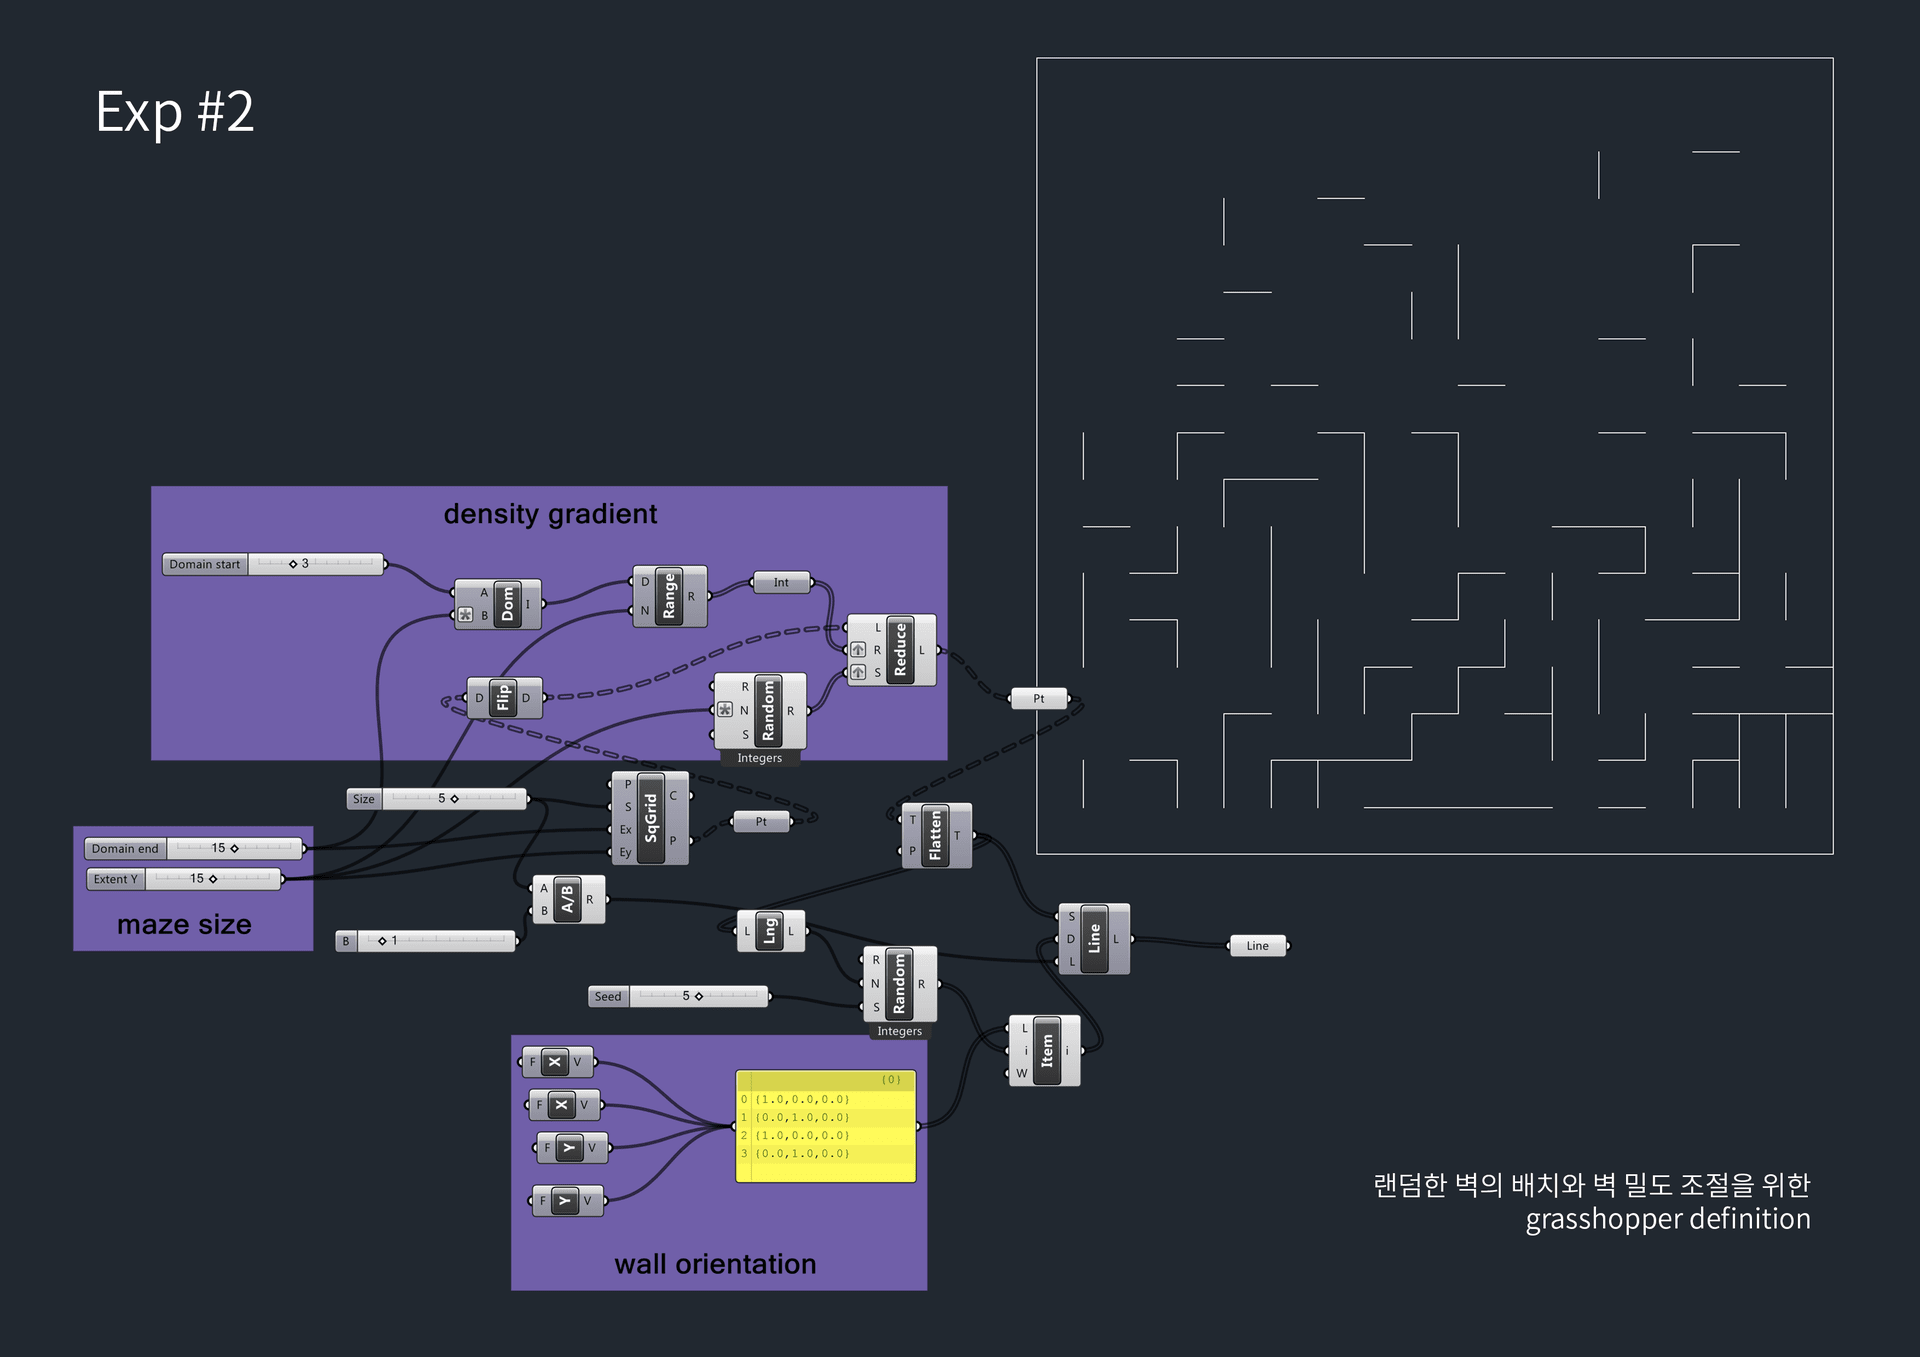 Exp #2
density gradient
Domain start 3
A
B
Dom
I
D
N
Range
R
Int
L
R
S
Reduce
L
D
Flip
D
R
N
S
Random
R
Integers
Pt
Size 5
P
S
Ex
Ey
SqGrid
C
P
Pt
T
P
Flatten
T
Domain end 15
Extent Y 15
maze size
A
B
A/B
R
B 1
L
Lng
L
S
D
L
Line
L
Line
R
N
S
Random
R
Integers
Seed 5
L
i
W
Item
i
F X V
F X V
F Y V
F Y V
{0}
0 {1.0,0.0,0.0}
1 {0.0,1.0,0.0}
2 {1.0,0.0,0.0}
3 {0.0,1.0,0.0}
wall orientation
랜덤한 벽의 배치와 벽 밀도 조절을 위한
grasshopper definition